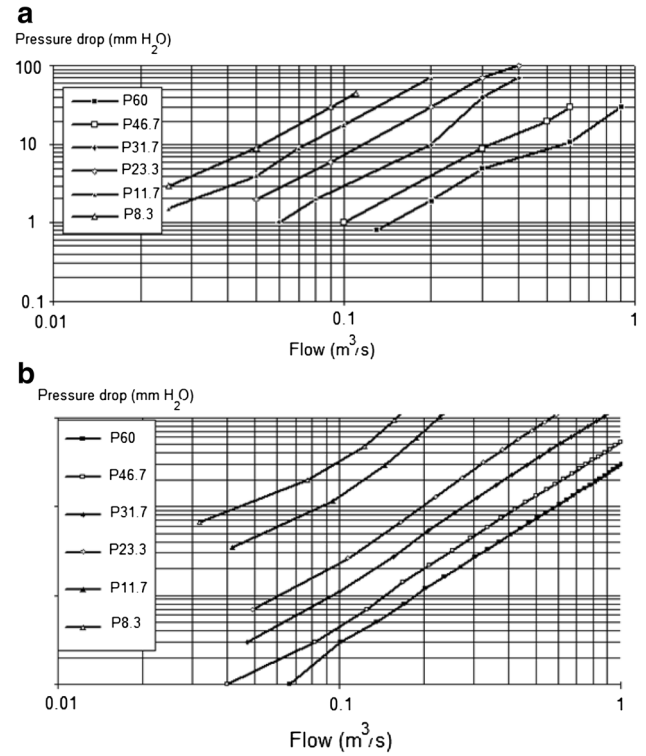 a
Pressure drop (mm H2O)
100
10
1
0.1
P60
P46.7
P31.7
P23.3
P11.7
P8.3
0.01
0.1
1
Flow (m3/s)
b
Pressure drop (mm H2O)
P60
P46.7
P31.7
P23.3
P11.7
P8.3
0.01
0.1
1
Flow (m3/s)